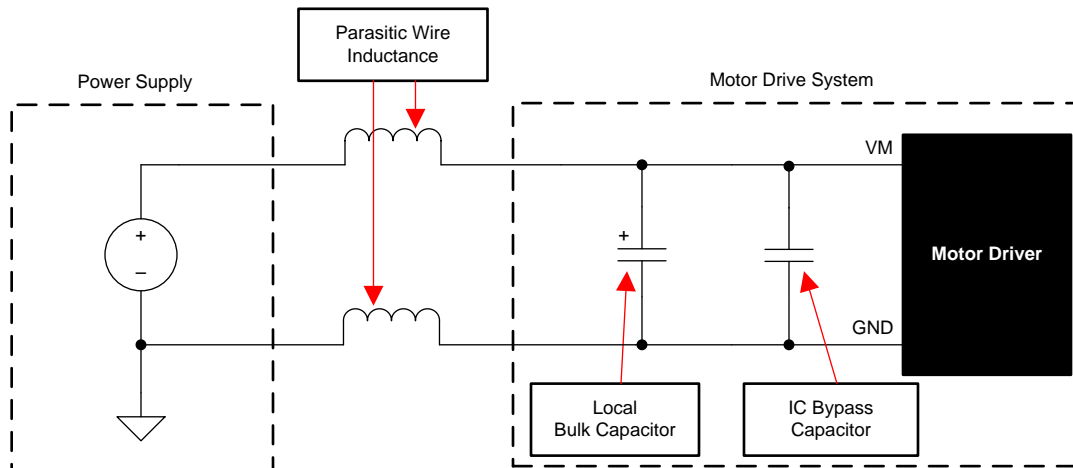 Parasitic Wire
Inductance
Power Supply
Motor Drive System
VM
+
–
+
Motor Driver
GND
Local
Bulk Capacitor
IC Bypass
Capacitor